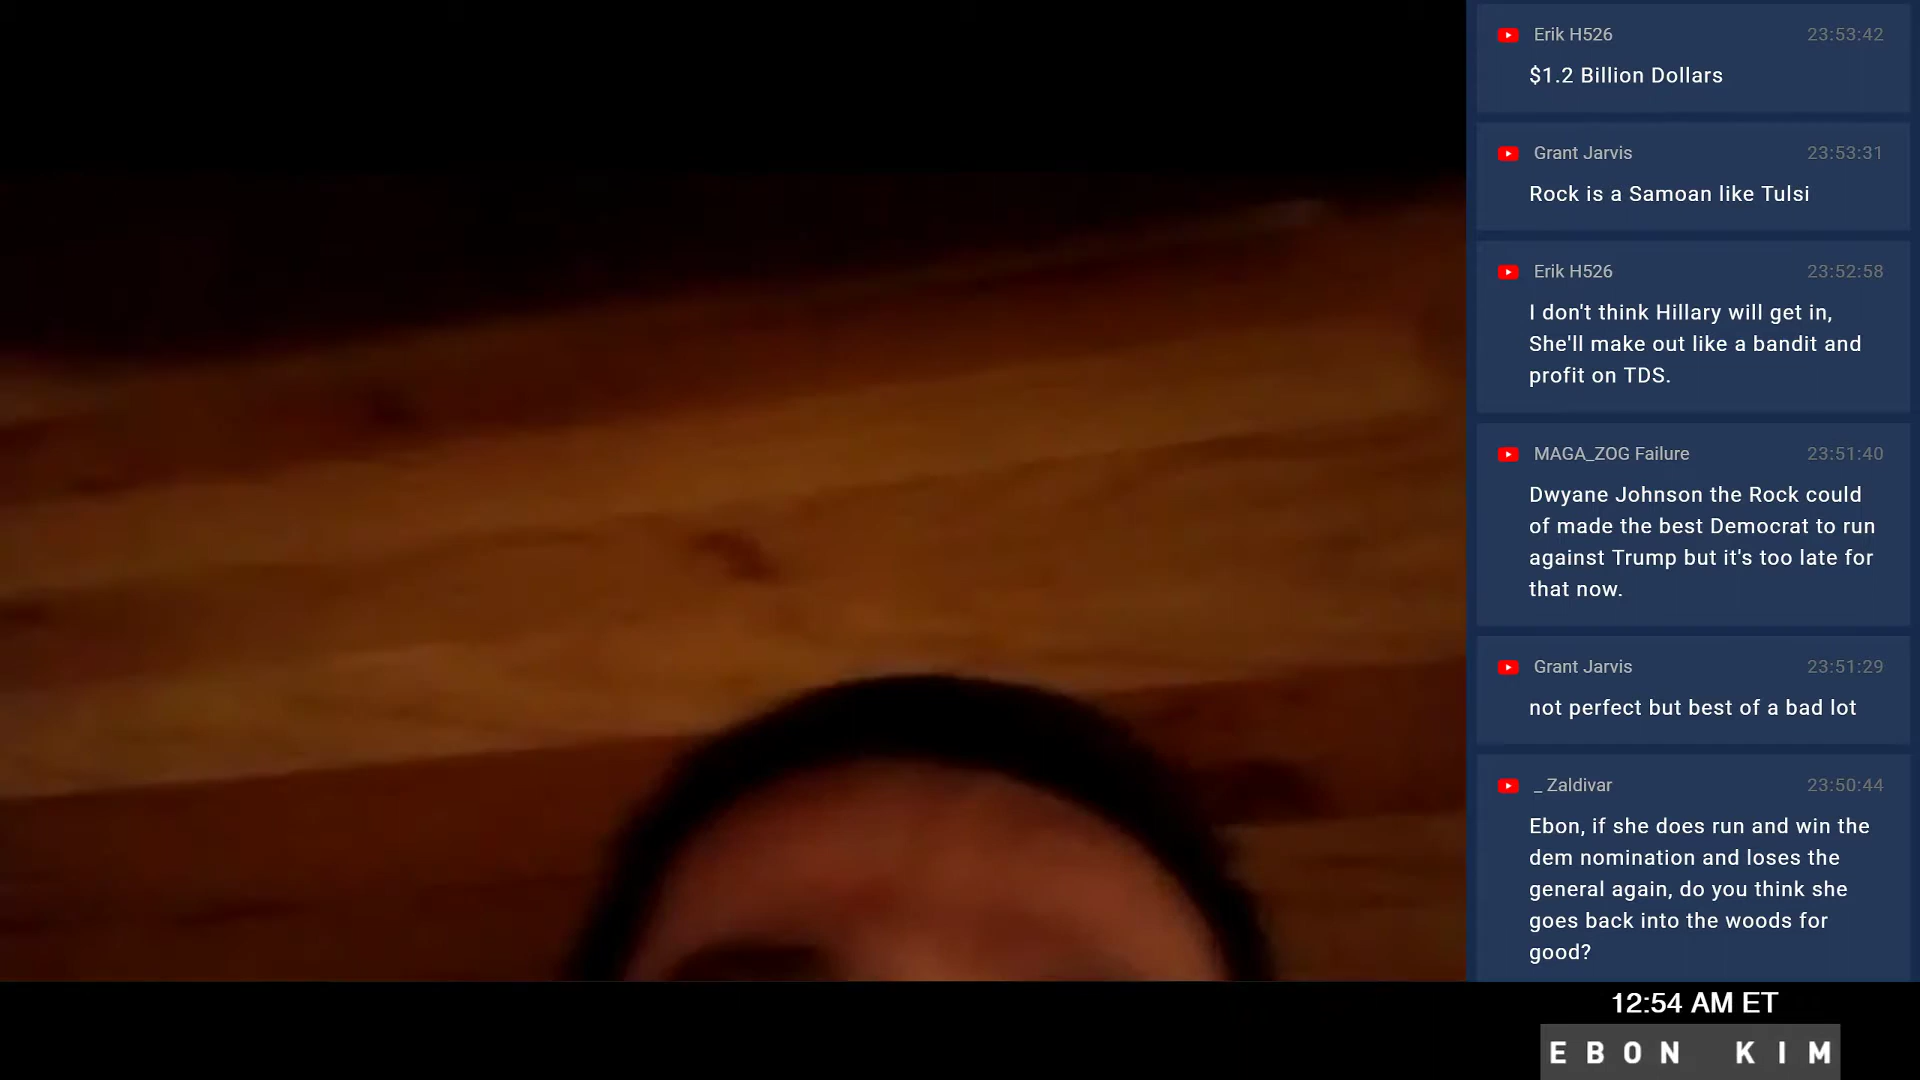 Erik H526 23:53:42
$1.2 Billion Dollars
Grant Jarvis 23:53:31
Rock is a Samoan like Tulsi
Erik H526 23:52:58
I don't think Hillary will get in,
She'll make out like a bandit and
profit on TDS.
MAGA_ZOG Failure 23:51:40
Dwyane Johnson the Rock could
of made the best Democrat to run
against Trump but it's too late for
that now.
Grant Jarvis 23:51:29
not perfect but best of a bad lot
_ Zaldivar 23:50:44
Ebon, if she does run and win the
dem nomination and loses the
general again, do you think she
goes back into the woods for
good?
12:54 AM ET
EBON KIM